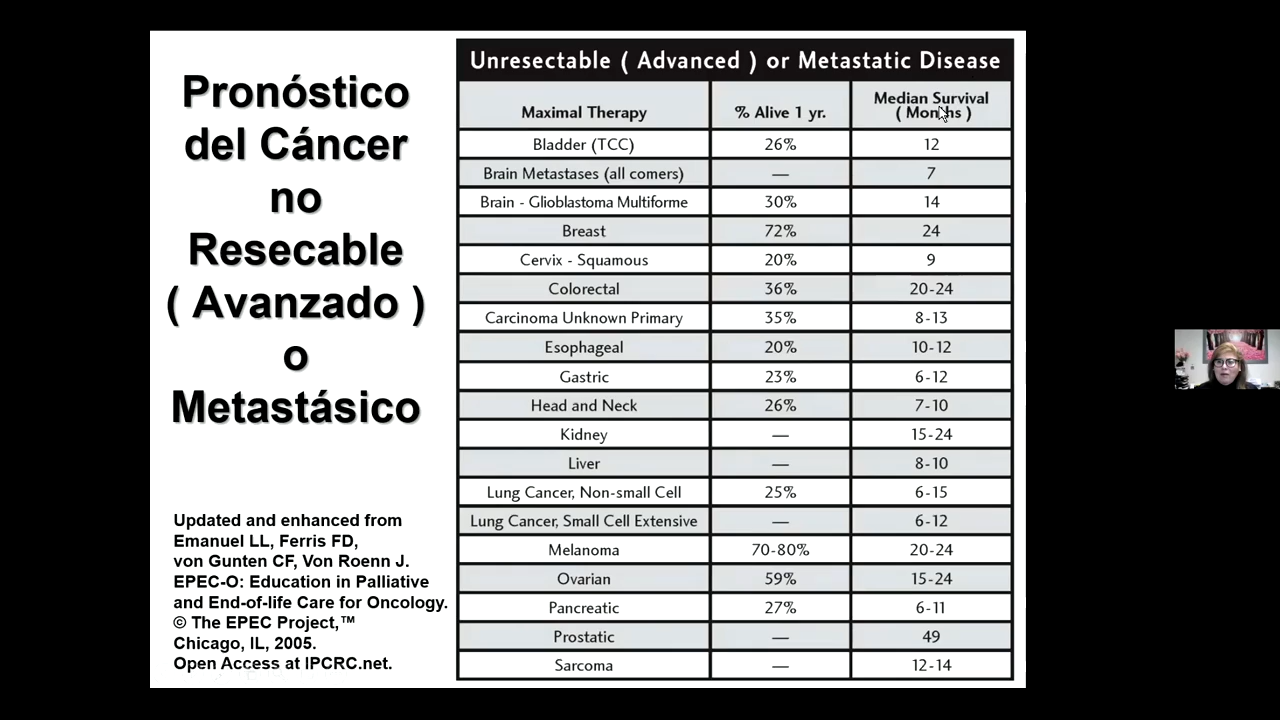 Pronóstico
del Cáncer
no
Resecable
( Avanzado )
o
Metastásico
Updated and enhanced from
Emanuel LL, Ferris FD,
von Gunten CF, Von Roenn J.
EPEC-O: Education in Palliative
and End-of-life Care for Oncology.
© The EPEC Project,™
Chicago, IL, 2005.
Open Access at IPCRC.net.
Unresectable ( Advanced ) or Metastatic Disease
Maximal Therapy % Alive 1 yr. Median Survival ( Months )
Bladder (TCC) 26% 12
Brain Metastases (all comers) — 7
Brain - Glioblastoma Multiforme 30% 14
Breast 72% 24
Cervix - Squamous 20% 9
Colorectal 36% 20-24
Carcinoma Unknown Primary 35% 8-13
Esophageal 20% 10-12
Gastric 23% 6-12
Head and Neck 26% 7-10
Kidney — 15-24
Liver — 8-10
Lung Cancer, Non-small Cell 25% 6-15
Lung Cancer, Small Cell Extensive — 6-12
Melanoma 70-80% 20-24
Ovarian 59% 15-24
Pancreatic 27% 6-11
Prostatic — 49
Sarcoma — 12-14